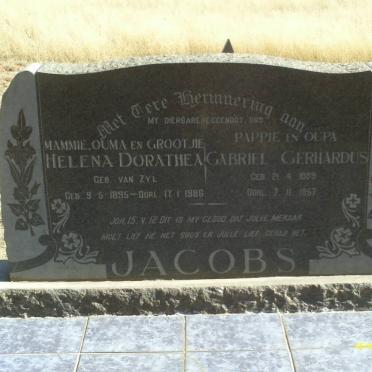 Met Tere Herinnering aan
MY DIERBARE EGGENOOT, ONS
MAMMIE, OUMA EN GROOTJIE
HELENA DORATHEA
GEB. VAN ZYL
GEB. 9·5·1895 – OORL. 17·1·1986
PAPPIE EN OUPA
GABRIEL GERHARDUS
GEB. 21·4·1889
OORL. 7·11·1957
JOH. 15. V. 12 DIT IS MY GEBOD, DAT JULLE MEKAAR
MOET LIEF HÊ NET SOOS EK JULLE LIEF GEHAD HET.
JACOBS